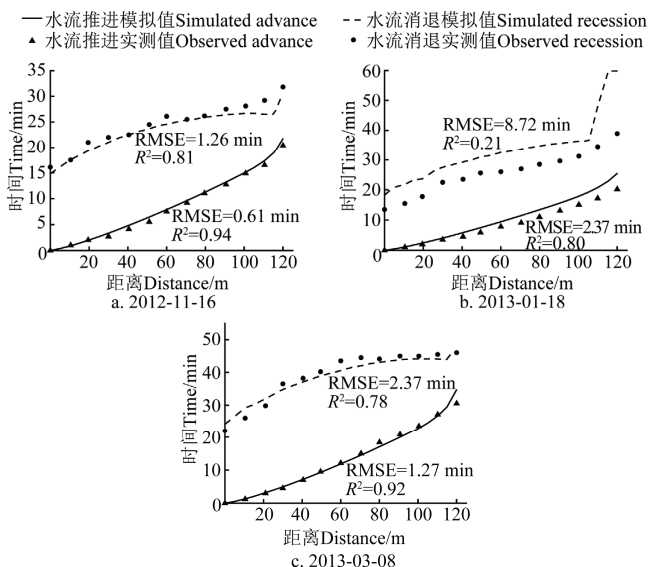 水流推进模拟值Simulated advance
水流消退模拟值Simulated recession
水流推进实测值Observed advance
水流消退实测值Observed recession
时间Time/min
35
30
25
20
15
10
5
0
RMSE=1.26 min
R²=0.81
RMSE=0.61 min
R²=0.94
20 40 60 80 100 120
距离Distance/m
a. 2012-11-16
时间Time/min
60
50
40
30
20
10
0
RMSE=8.72 min
R²=0.21
RMSE=2.37 min
R²=0.80
20 40 60 80 100 120
距离Distance/m
b. 2013-01-18
时间Time/min
50
40
30
20
10
0
RMSE=2.37 min
R²=0.78
RMSE=1.27 min
R²=0.92
20 40 60 80 100 120
距离Distance/m
c. 2013-03-08